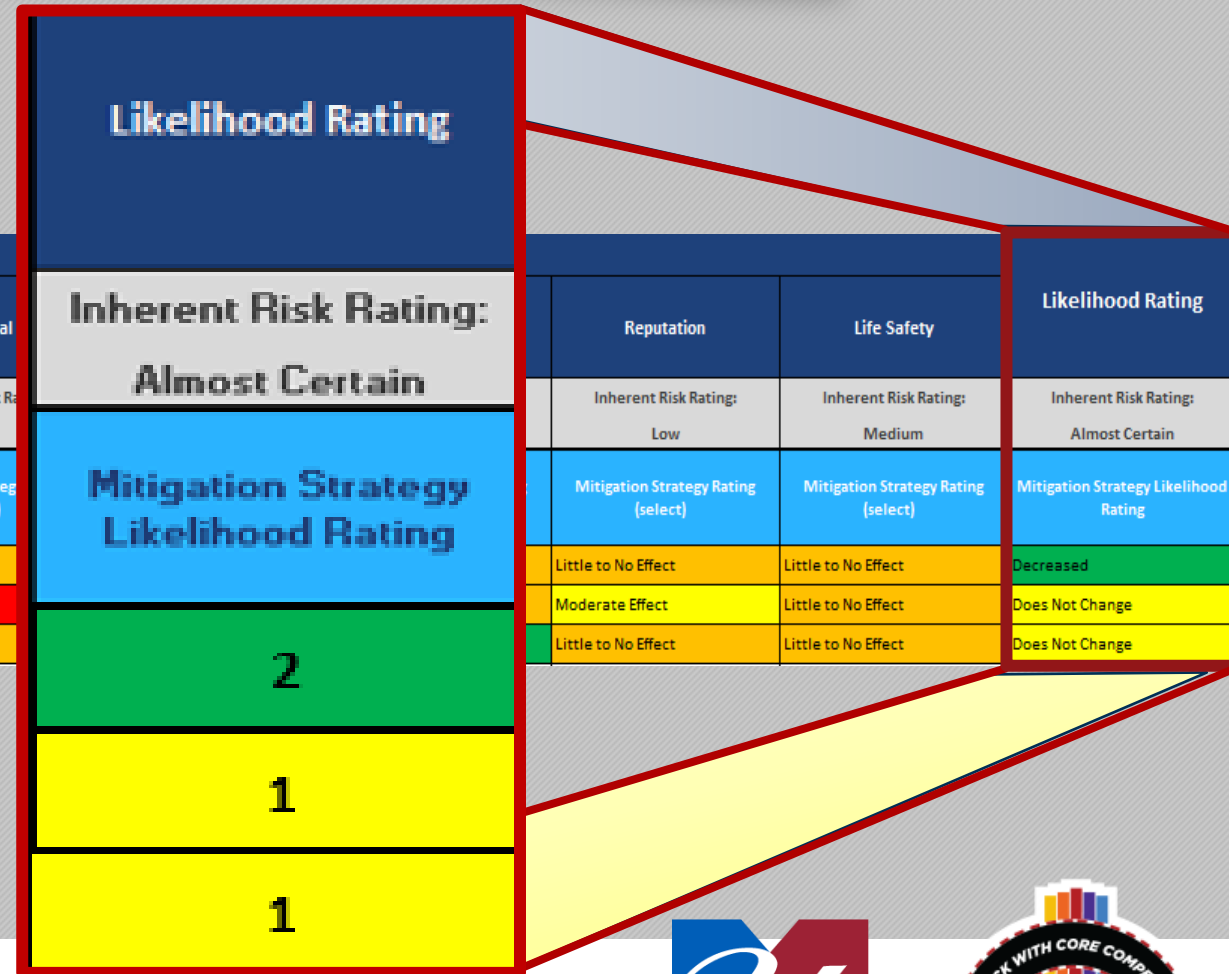 Likelihood Rating
Inherent Risk Rating:
Almost Certain
Mitigation Strategy
Likelihood Rating
2
1
1
al
Reputation
Life Safety
Likelihood Rating
Inherent Risk Rating:
Inherent Risk Rating:
Inherent Risk Rating:
Low
Medium
Almost Certain
Mitigation Strategy Rating
(select)
Mitigation Strategy Rating
(select)
Mitigation Strategy Likelihood
Rating
Little to No Effect
Little to No Effect
Decreased
Moderate Effect
Little to No Effect
Does Not Change
Little to No Effect
Little to No Effect
Does Not Change
WITH CORE